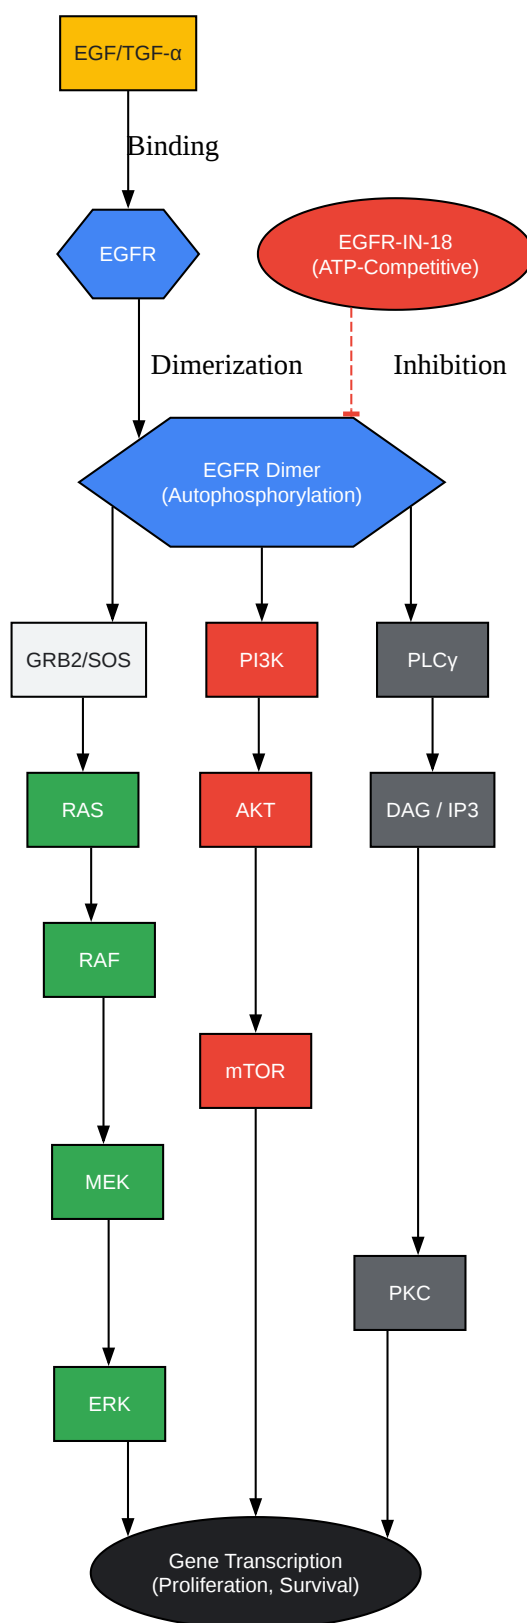 EGF/TGF-α
Binding
EGFR
EGFR-IN-18
(ATP-Competitive)
Dimerization
Inhibition
EGFR Dimer
(Autophosphorylation)
GRB2/SOS
PI3K
PLCγ
RAS
AKT
DAG / IP3
RAF
mTOR
MEK
PKC
ERK
Gene Transcription
(Proliferation, Survival)